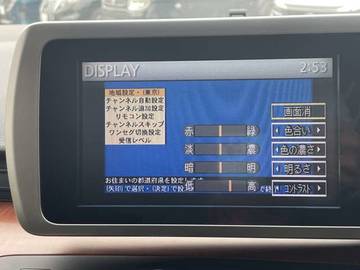 DISPLAY 2:53
地域設定・(東京)
チャンネル自動設定
チャンネル追加設定
リモコン設定
チャンネルスキップ
ワンセグ切換設定
受信レベル
画面消
赤 緑 色合い
淡 濃 色の濃さ
暗 明 明るさ
お住まいの都道府県を設定します
(矢印)で選択・(決定)で設
低 高 コントラスト